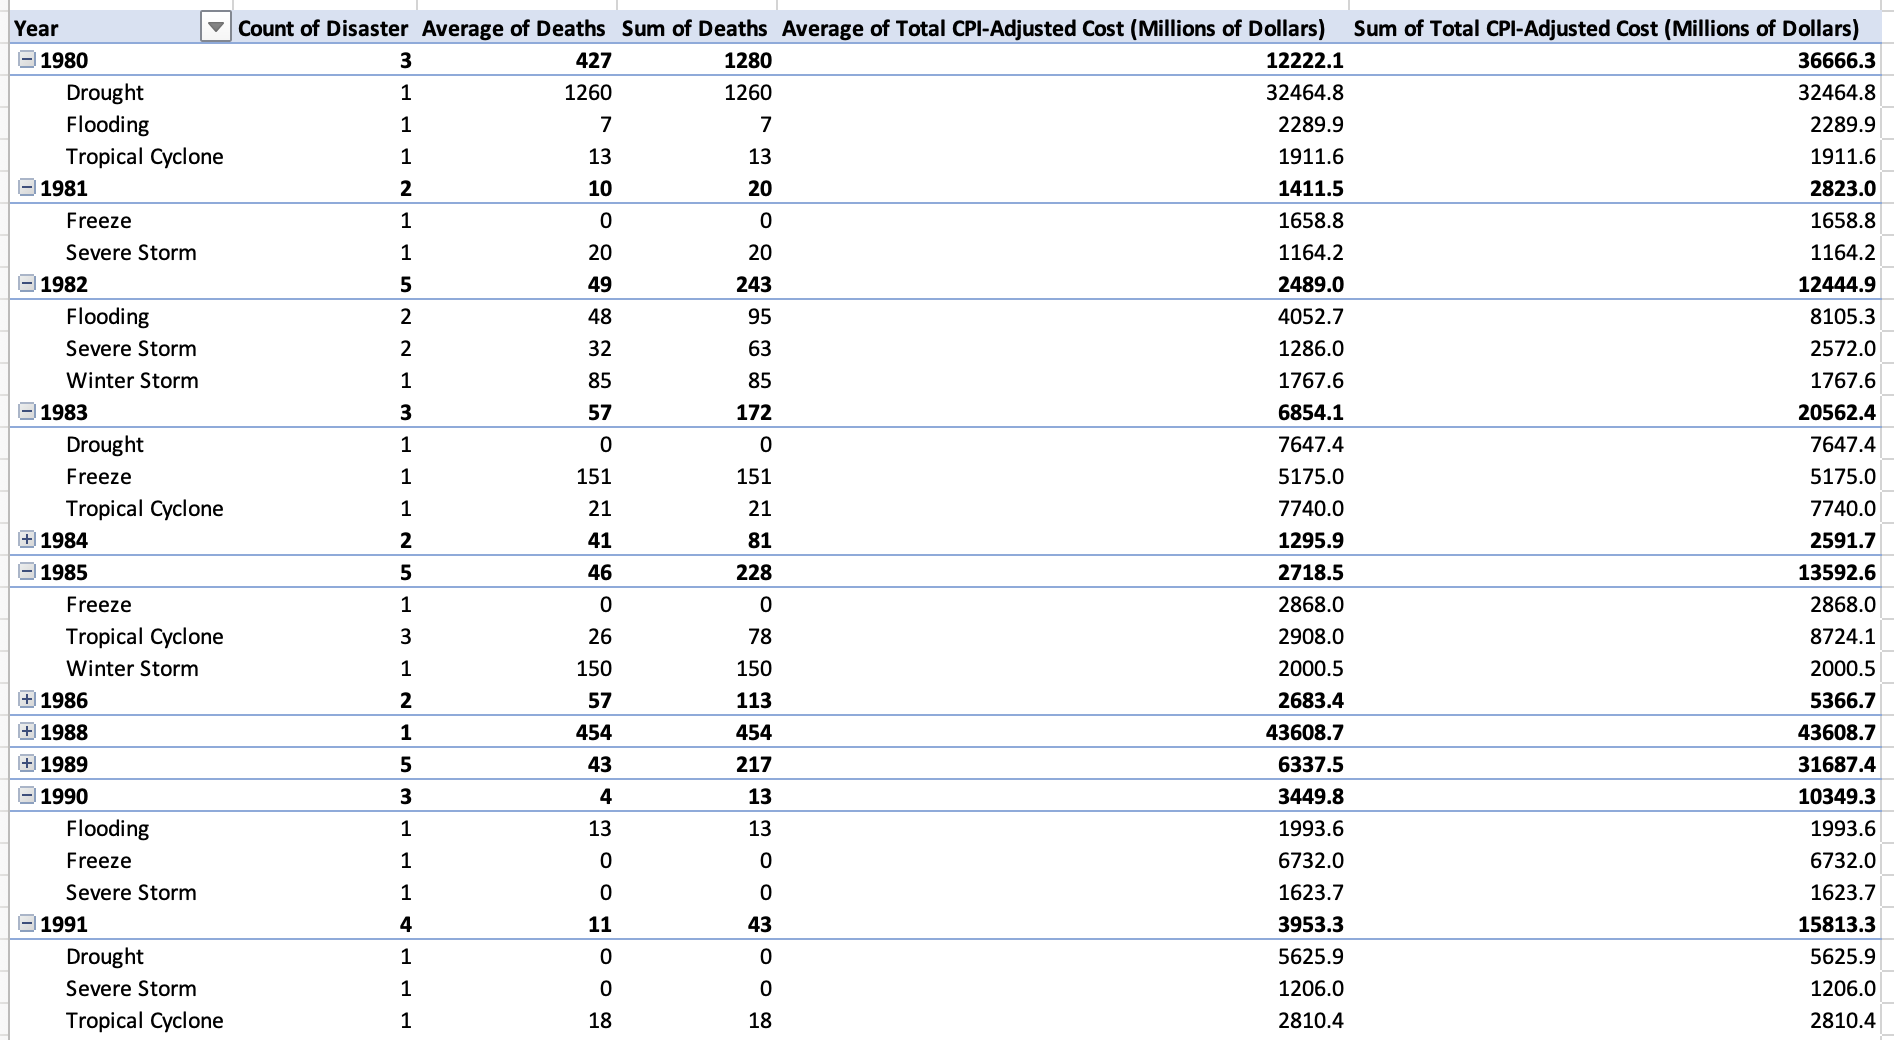 Year Count of Disaster Average of Deaths Sum of Deaths Average of Total CPI-Adjusted Cost (Millions of Dollars) Sum of Total CPI-Adjusted Cost (Millions of Dollars)
1980 3 427 1280 12222.1 36666.3
Drought 1 1260 1260 32464.8 32464.8
Flooding 1 7 7 2289.9 2289.9
Tropical Cyclone 1 13 13 1911.6 1911.6
1981 2 10 20 1411.5 2823.0
Freeze 1 0 0 1658.8 1658.8
Severe Storm 1 20 20 1164.2 1164.2
1982 5 49 243 2489.0 12444.9
Flooding 2 48 95 4052.7 8105.3
Severe Storm 2 32 63 1286.0 2572.0
Winter Storm 1 85 85 1767.6 1767.6
1983 3 57 172 6854.1 20562.4
Drought 1 0 0 7647.4 7647.4
Freeze 1 151 151 5175.0 5175.0
Tropical Cyclone 1 21 21 7740.0 7740.0
1984 2 41 81 1295.9 2591.7
1985 5 46 228 2718.5 13592.6
Freeze 1 0 0 2868.0 2868.0
Tropical Cyclone 3 26 78 2908.0 8724.1
Winter Storm 1 150 150 2000.5 2000.5
1986 2 57 113 2683.4 5366.7
1988 1 454 454 43608.7 43608.7
1989 5 43 217 6337.5 31687.4
1990 3 4 13 3449.8 10349.3
Flooding 1 13 13 1993.6 1993.6
Freeze 1 0 0 6732.0 6732.0
Severe Storm 1 0 0 1623.7 1623.7
1991 4 11 43 3953.3 15813.3
Drought 1 0 0 5625.9 5625.9
Severe Storm 1 0 0 1206.0 1206.0
Tropical Cyclone 1 18 18 2810.4 2810.4